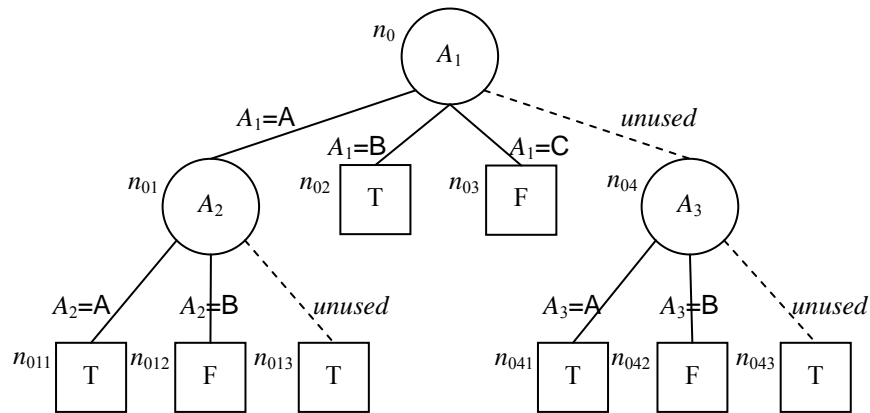 n₀ A₁
A₁=A A₁=B A₁=C unused
n₀₁ A₂ n₀₂ T n₀₃ F n₀₄ A₃
A₂=A A₂=B unused A₃=A A₃=B unused
n₀₁₁ T n₀₁₂ F n₀₁₃ T n₀₄₁ T n₀₄₂ F n₀₄₃ T